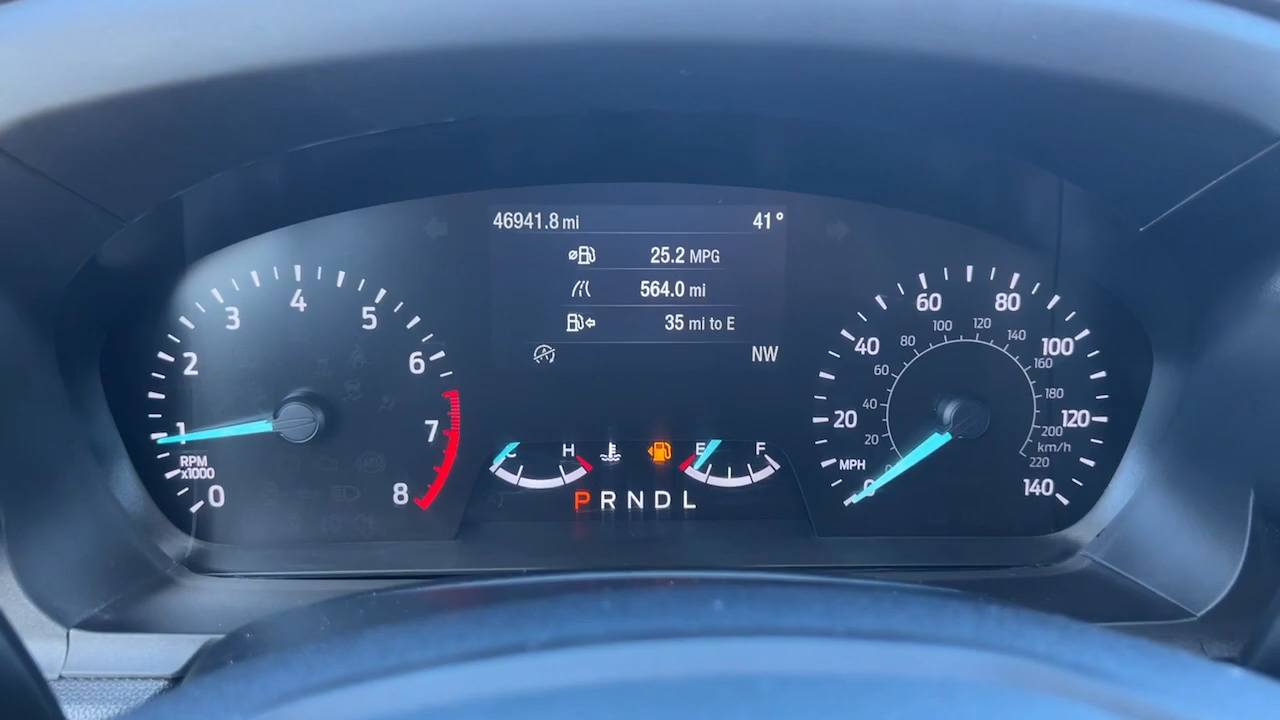 46941.8 mi 41°
25.2 MPG
564.0 mi
35 mi to E
NW
0 1 2 3 4 5 6 7 8
RPM
x1000
C H
E F
P R N D L
0 20 40 60 80 100 120 140
MPH
0 20 40 60 80 100 120 140 160 180 200 220
km/h